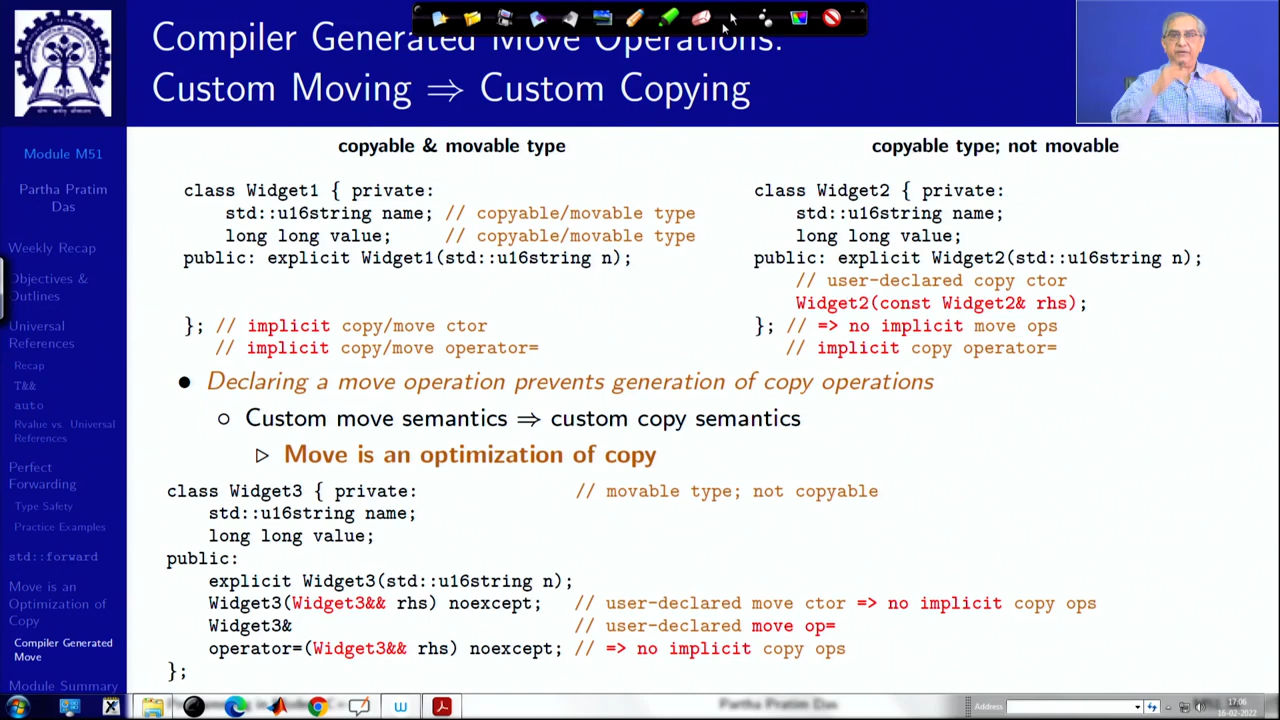 Compiler Generated Move Operations:
Custom Moving ⇒ Custom Copying
Module M51
Partha Pratim
Das
Weekly Recap
Objectives &
Outlines
Universal
References
Recap
T&&
auto
Rvalue vs. Universal
References
Perfect
Forwarding
Type Safety
Practice Examples
std::forward
Move is an
Optimization of
Copy
Compiler Generated
Move
Module Summary
copyable & movable type
class Widget1 { private:
std::u16string name; // copyable/movable type
long long value; // copyable/movable type
public: explicit Widget1(std::u16string n);
}; // implicit copy/move ctor
// implicit copy/move operator=
copyable type; not movable
class Widget2 { private:
std::u16string name;
long long value;
public: explicit Widget2(std::u16string n);
// user-declared copy ctor
Widget2(const Widget2& rhs);
}; // => no implicit move ops
// implicit copy operator=
● Declaring a move operation prevents generation of copy operations
○ Custom move semantics ⇒ custom copy semantics
▷ Move is an optimization of copy
class Widget3 { private: // movable type; not copyable
std::u16string name;
long long value;
public:
explicit Widget3(std::u16string n);
Widget3(Widget3&& rhs) noexcept; // user-declared move ctor => no implicit copy ops
Widget3& // user-declared move op=
operator=(Widget3&& rhs) noexcept; // => no implicit copy ops
};
Partha Pratim Das
Address
17:06
16-02-2022